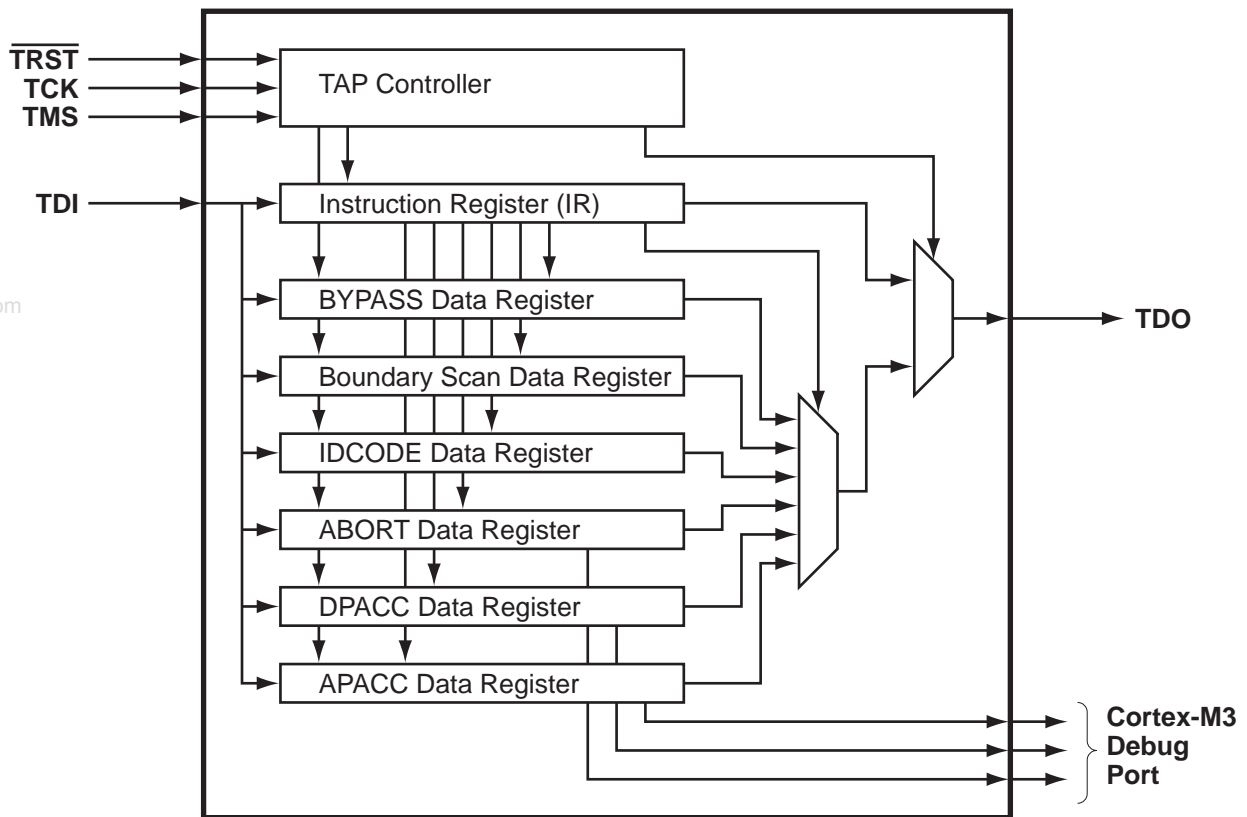 TRST
TCK
TMS
TAP Controller
TDI
Instruction Register (IR)
BYPASS Data Register
om
TDO
Boundary Scan Data Register
IDCODE Data Register
ABORT Data Register
DPACC Data Register
APACC Data Register
Cortex-M3
Debug
Port